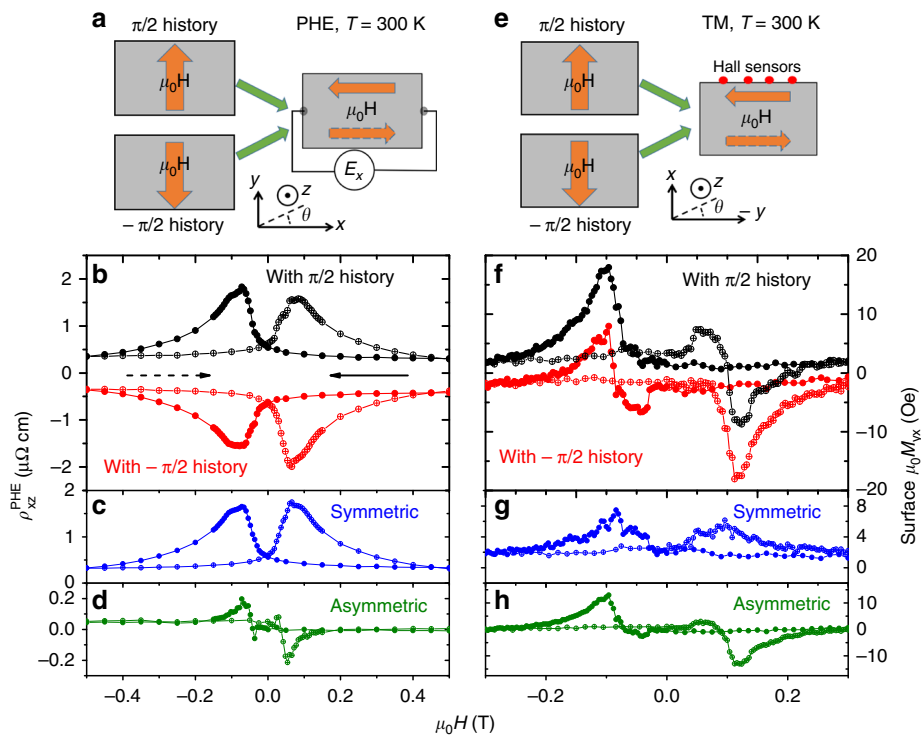 a
π/2 history
PHE, T = 300 K
μ₀H
μ₀H
μ₀H
Eₓ
− π/2 history
y
z
θ
x
e
π/2 history
TM, T = 300 K
Hall sensors
μ₀H
μ₀H
μ₀H
− π/2 history
x
z
θ
− y
b
With π/2 history
With − π/2 history
2
1
0
−1
−2
ρ_xz^PHE (μΩ cm)
c
Symmetric
2
1
0
d
Asymmetric
0.2
0.0
−0.2
−0.4
−0.2
0.0
0.2
0.4
f
With π/2 history
With − π/2 history
20
10
0
−10
−20
Surface μ₀M_yx (Oe)
g
Symmetric
8
4
0
h
Asymmetric
10
0
−10
−0.2
0.0
0.2
μ₀H (T)